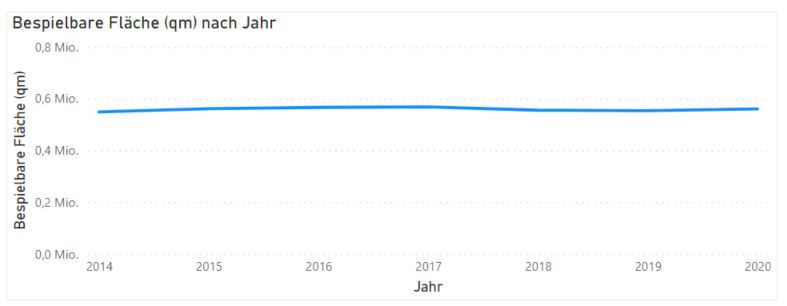 Bespielbare Fläche (qm) nach Jahr
0,8 Mio.
0,6 Mio.
0,4 Mio.
0,2 Mio.
0,0 Mio.
Bespielbare Fläche (qm)
2014 2015 2016 2017 2018 2019 2020
Jahr